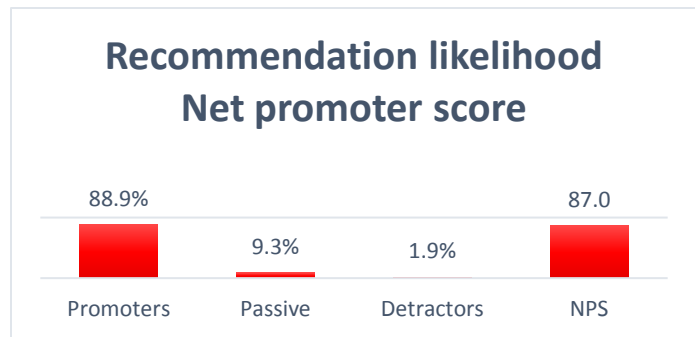 Recommendation likelihood
Net promoter score
88.9%
9.3%
1.9%
87.0
Promoters
Passive
Detractors
NPS